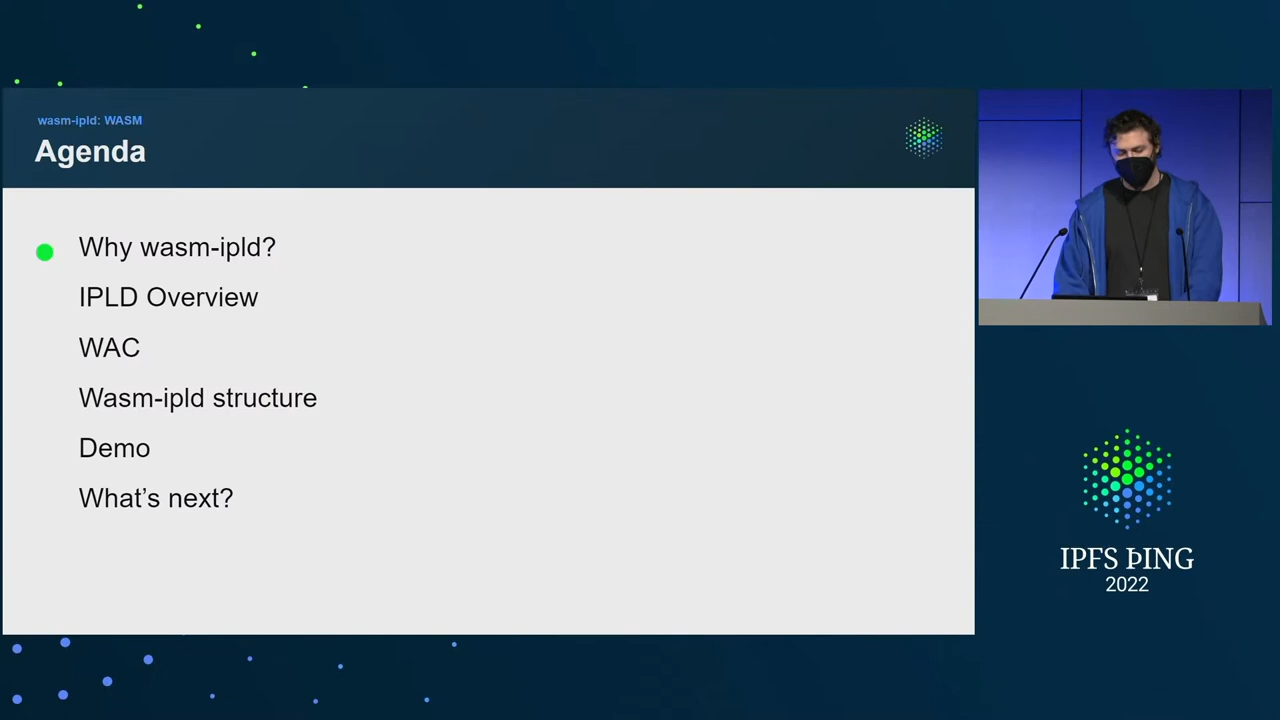 wasm-ipld: WASM
Agenda
Why wasm-ipld?
IPLD Overview
WAC
Wasm-ipld structure
Demo
What’s next?
IPFS ÞING
2022